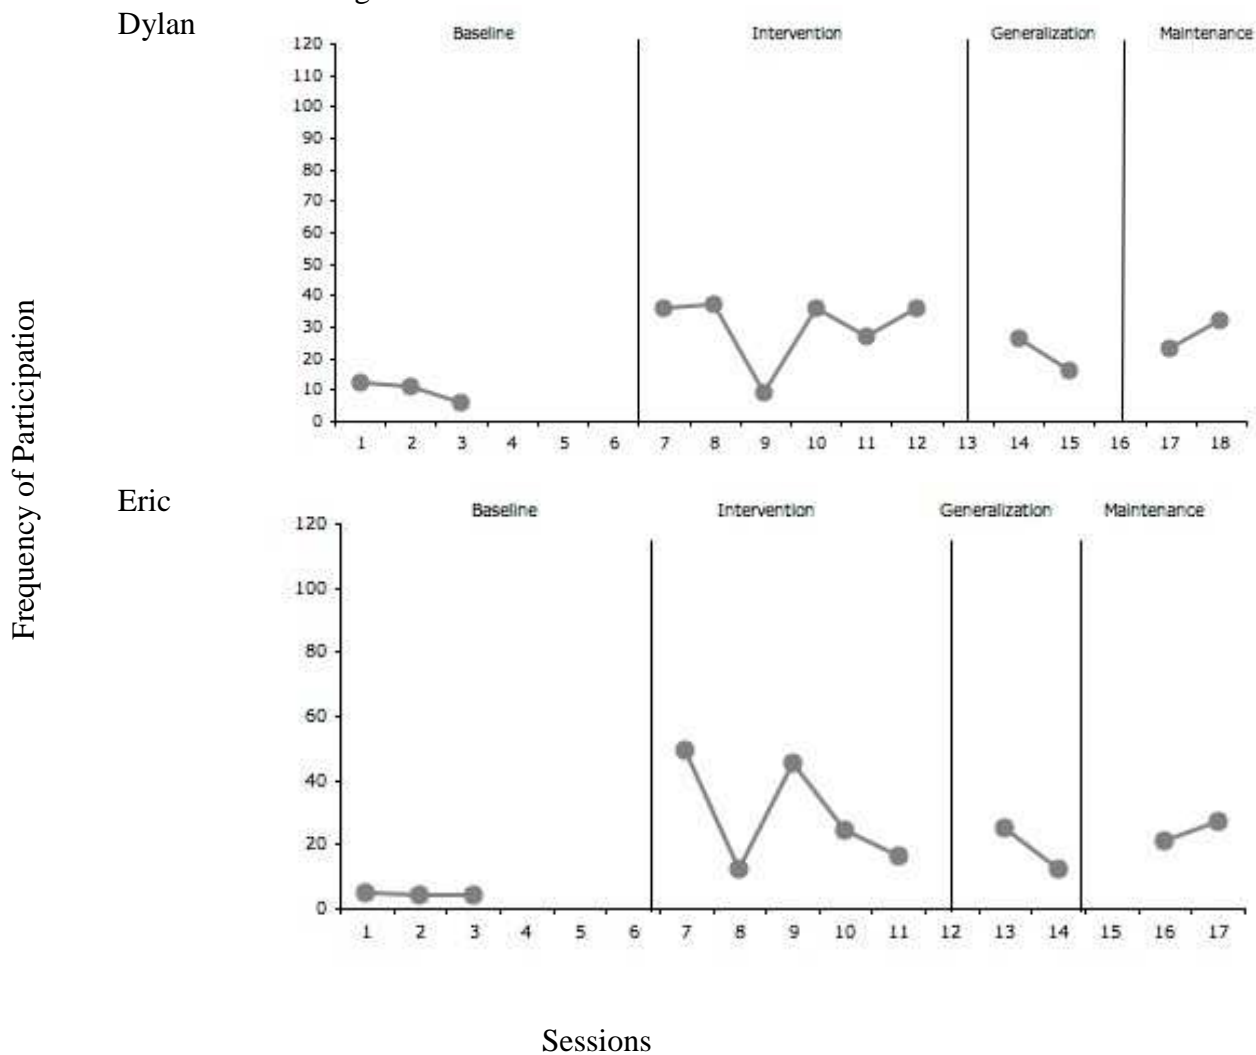 Dylan
Baseline Intervention Generalization Maintenance
120
110
100
90
80
70
60
50
40
30
20
10
0
1 2 3 4 5 6 7 8 9 10 11 12 13 14 15 16 17 18
Frequency of Participation
Eric
Baseline Intervention Generalization Maintenance
120
100
80
60
40
20
0
1 2 3 4 5 6 7 8 9 10 11 12 13 14 15 16 17
Sessions